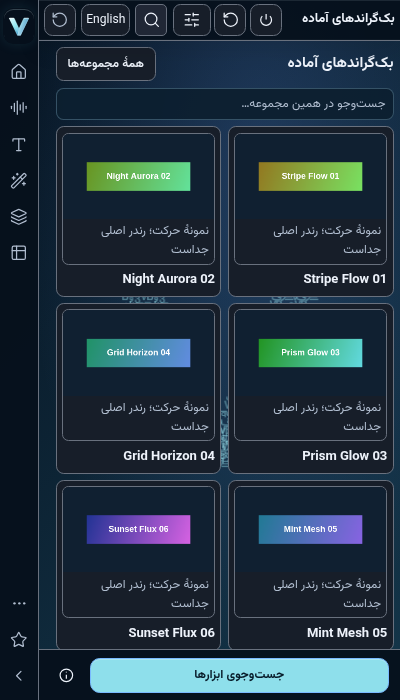 بک‌گراندهای آماده
English
بک‌گراندهای آماده
همهٔ مجموعه‌ها
جست‌وجو در همین مجموعه...
Stripe Flow 01
نمونهٔ حرکت؛ رندر اصلی
جداست
Stripe Flow 01
Night Aurora 02
نمونهٔ حرکت؛ رندر اصلی
جداست
Night Aurora 02
Prism Glow 03
نمونهٔ حرکت؛ رندر اصلی
جداست
Prism Glow 03
Grid Horizon 04
نمونهٔ حرکت؛ رندر اصلی
جداست
Grid Horizon 04
Mint Mesh 05
نمونهٔ حرکت؛ رندر اصلی
جداست
Mint Mesh 05
Sunset Flux 06
نمونهٔ حرکت؛ رندر اصلی
جداست
Sunset Flux 06
جست‌وجوی ابزارها